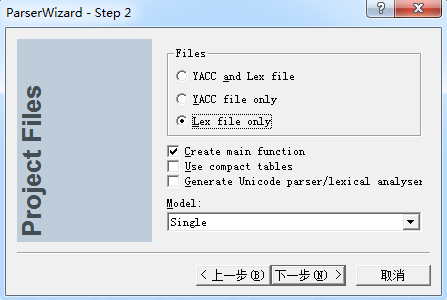 ParserWizard - Step 2
Project Files
Files
YACC and Lex file
YACC file only
Lex file only
Create main function
Use compact tables
Generate Unicode parser/lexical analyser
Model:
Single
< 上一步(B) 下一步(N) > 取消